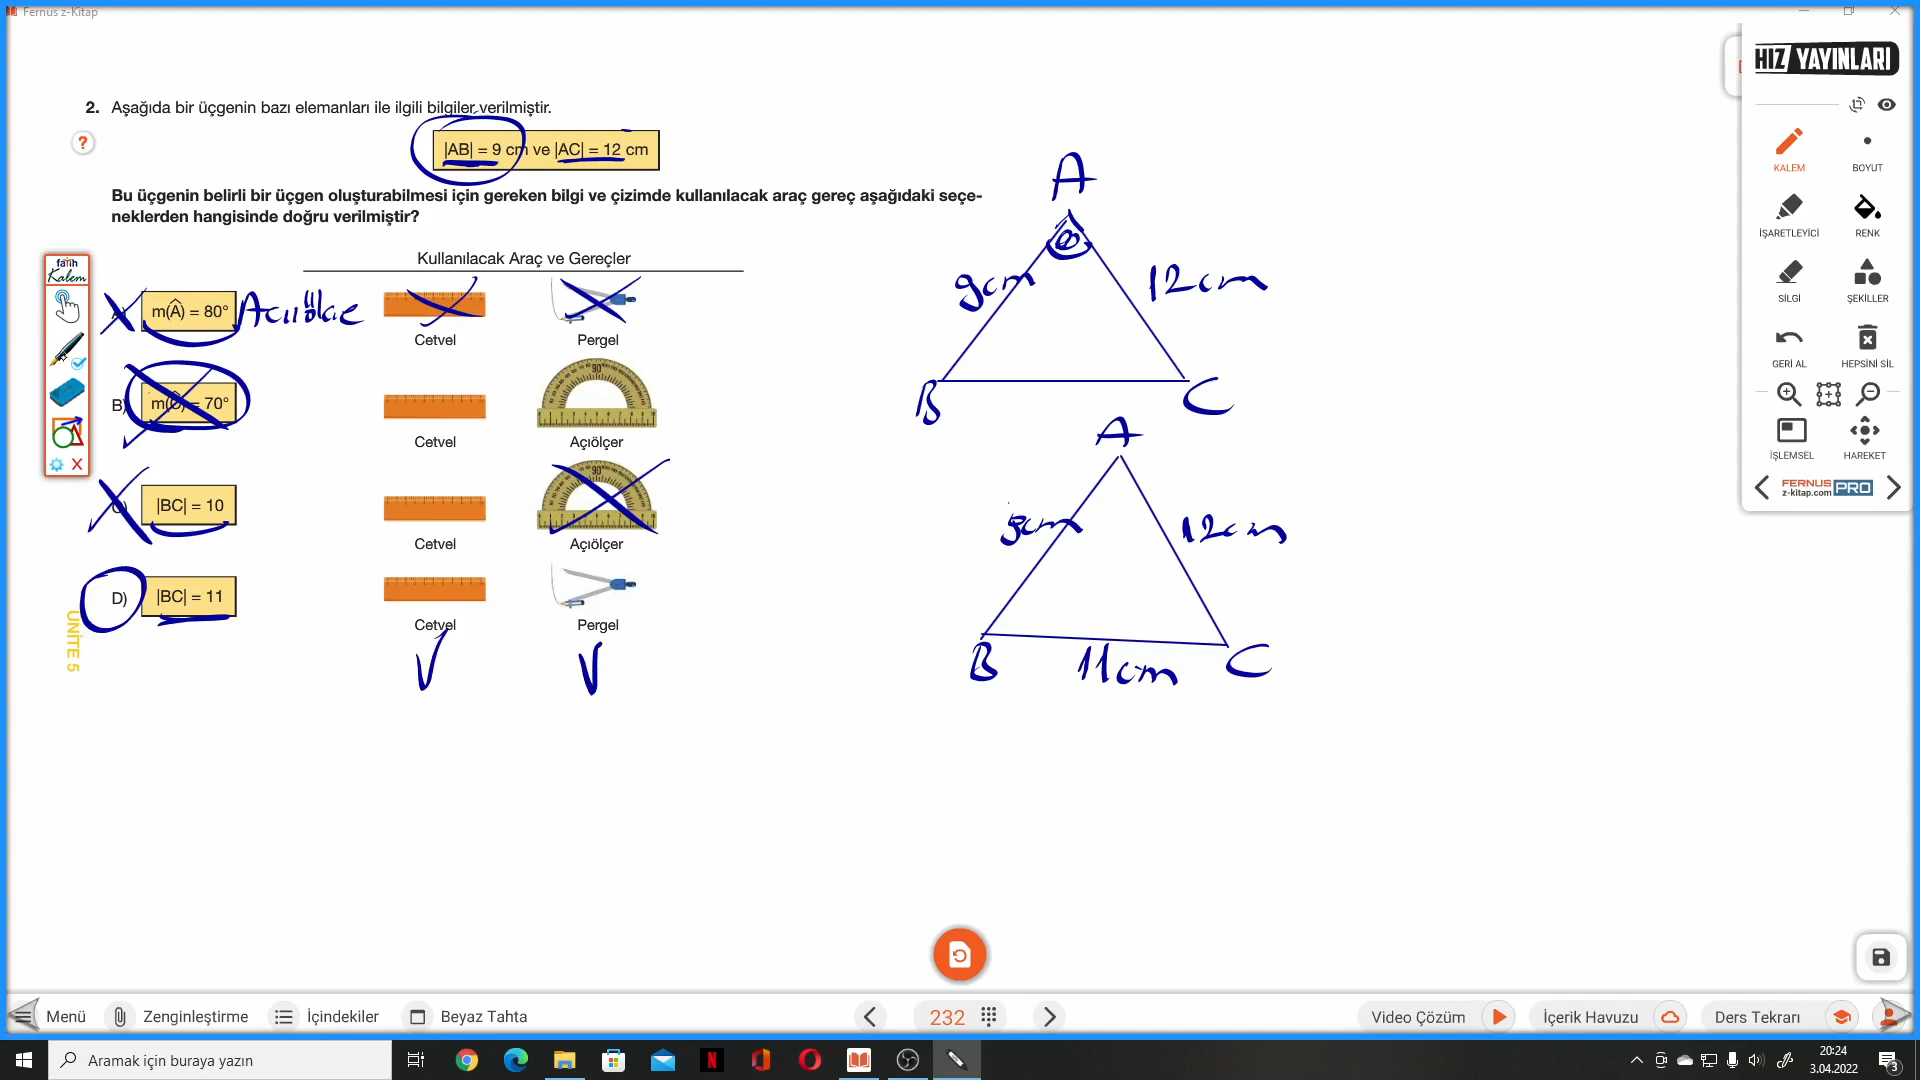 Fernus z-Kitap
2. Aşağıda bir üçgenin bazı elemanları ile ilgili bilgiler verilmiştir.
|AB| = 9 cm ve |AC| = 12 cm
Bu üçgenin belirli bir üçgen oluşturabilmesi için gereken bilgi ve çizimde kullanılacak araç gereç aşağıdaki seçe-
neklerden hangisinde doğru verilmiştir?
Kullanılacak Araç ve Gereçler
m(Â) = 80°
Cetvel Pergel
B) m(Ĉ) = 70°
90°
Cetvel Açıölçer
|BC| = 10
90°
Cetvel Açıölçer
D) |BC| = 11
Cetvel Pergel
ÜNİTE 5
A
9cm 12cm
B C
A
9cm 12cm
B 11cm C
fatih
Kalem
HIZ YAYINLARI
KALEM BOYUT
İŞARETLEYİCİ RENK
SİLGİ ŞEKİLLER
GERİ AL HEPSİNİ SİL
İŞLEMSEL HAREKET
FERNUS
z-kitap.com PRO
Menü Zenginleştirme İçindekiler Beyaz Tahta 232 Video Çözüm İçerik Havuzu Ders Tekrarı
Aramak için buraya yazın
20:24
3.04.2022
3